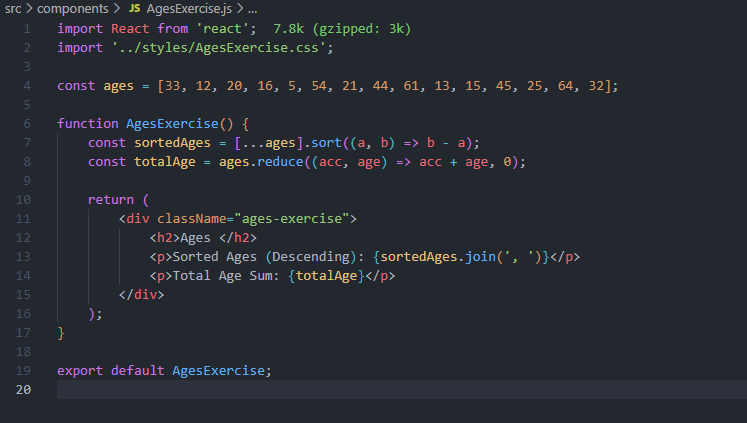 src > components > JS AgesExercise.js > ...
1 import React from 'react'; 7.8k (gzipped: 3k)
2 import '../styles/AgesExercise.css';
3
4 const ages = [33, 12, 20, 16, 5, 54, 21, 44, 61, 13, 15, 45, 25, 64, 32];
5
6 function AgesExercise() {
7     const sortedAges = [...ages].sort((a, b) => b - a);
8     const totalAge = ages.reduce((acc, age) => acc + age, 0);
9
10     return (
11         <div className="ages-exercise">
12             <h2>Ages </h2>
13             <p>Sorted Ages (Descending): {sortedAges.join(', ')}</p>
14             <p>Total Age Sum: {totalAge}</p>
15         </div>
16     );
17 }
18
19 export default AgesExercise;
20